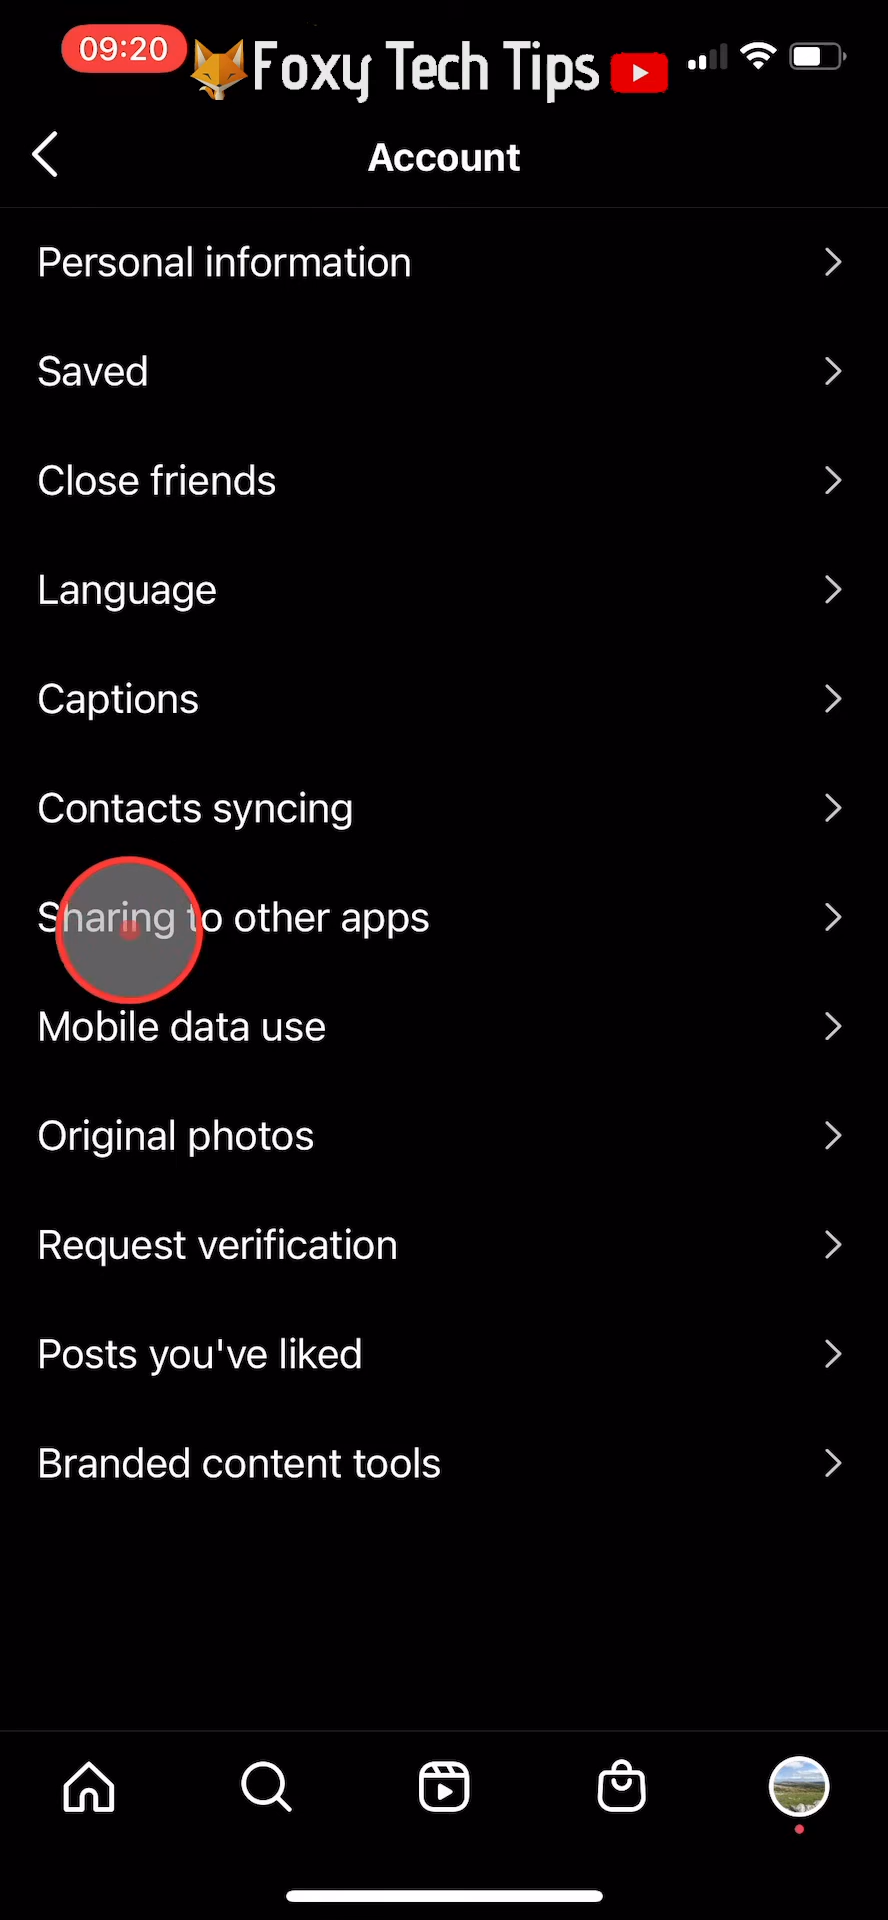 09:20
Foxy Tech Tips
Account
Personal information
Saved
Close friends
Language
Captions
Contacts syncing
Sharing to other apps
Mobile data use
Original photos
Request verification
Posts you've liked
Branded content tools